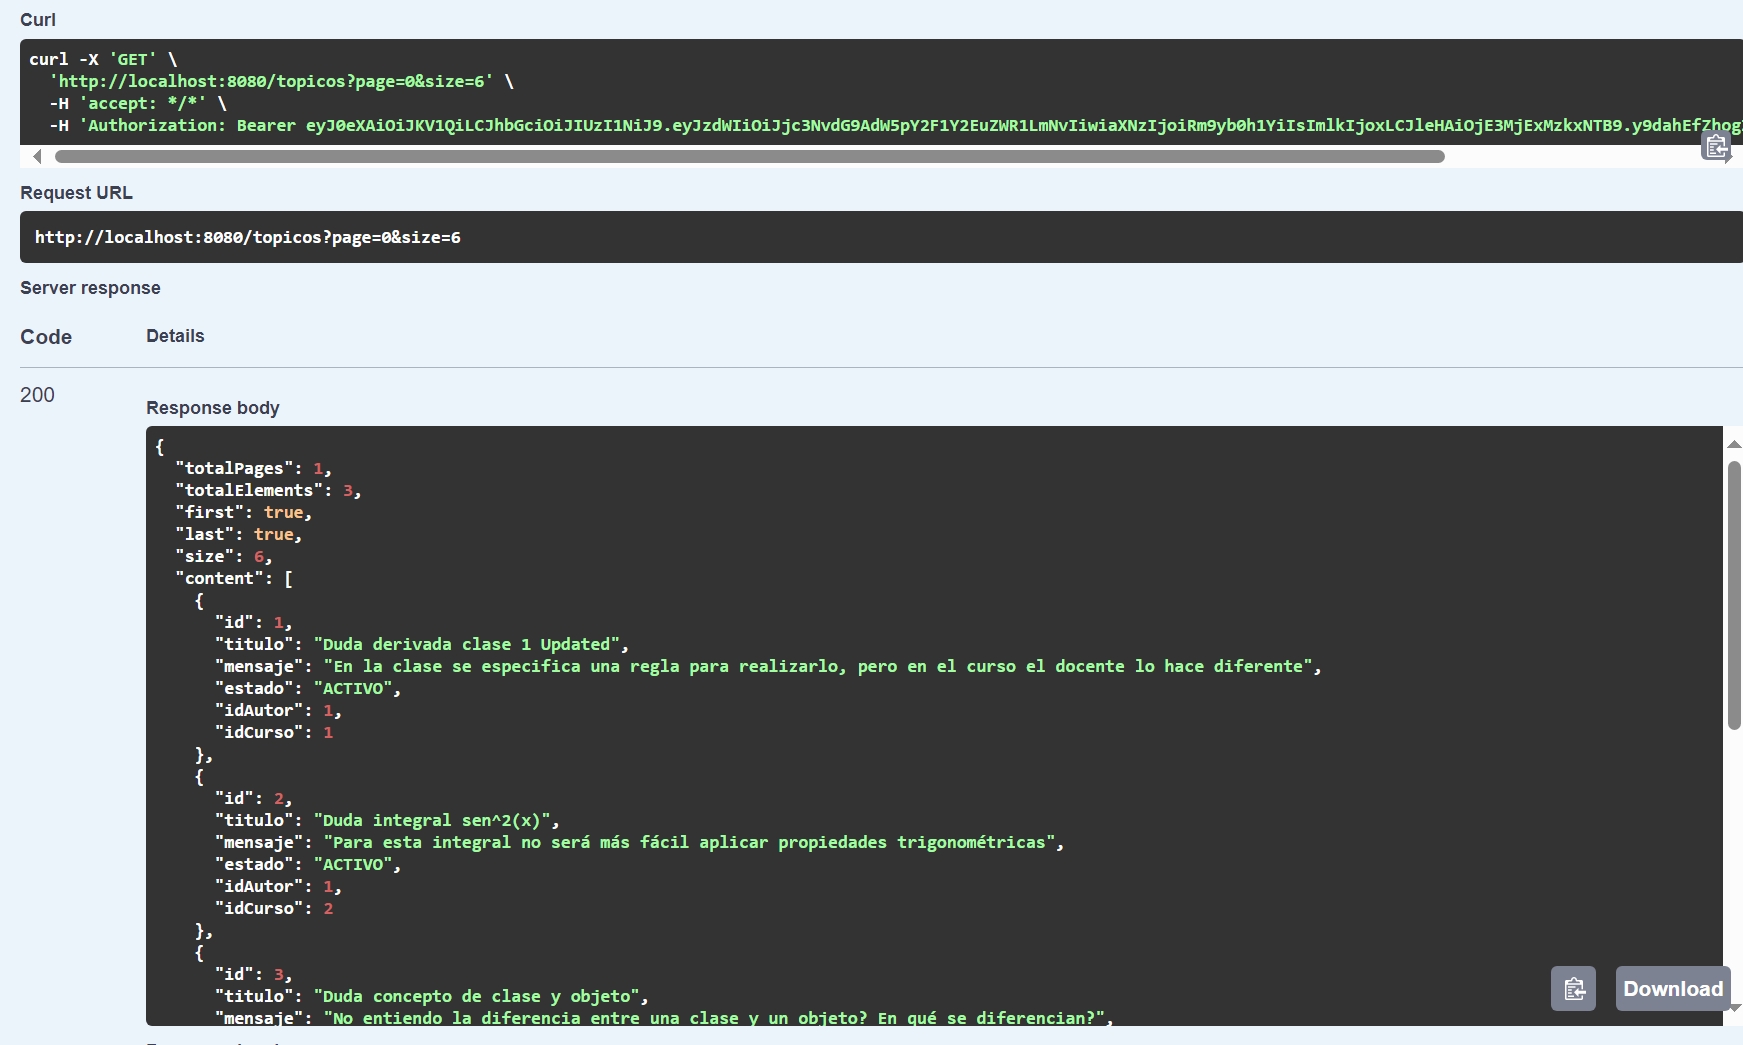 Curl
curl -X 'GET' \
'http://localhost:8080/topicos?page=0&size=6' \
-H 'accept: */*' \
-H 'Authorization: Bearer eyJ0eXAiOiJKV1QiLCJhbGciOiJIUzI1NiJ9.eyJzdWIiOiJjc3NvdG9AdW5pY2F1Y2EuZWR1LmNvIiwiaXNzIjoiRm9yb0h1YiIsImlkIjoxLCJleHAiOjE3MjExMzkxNTB9.y9dahEfZhog
Request URL
http://localhost:8080/topicos?page=0&size=6
Server response
Code Details
200
Response body
{
"totalPages": 1,
"totalElements": 3,
"first": true,
"last": true,
"size": 6,
"content": [
{
"id": 1,
"titulo": "Duda derivada clase 1 Updated",
"mensaje": "En la clase se especifica una regla para realizarlo, pero en el curso el docente lo hace diferente",
"estado": "ACTIVO",
"idAutor": 1,
"idCurso": 1
},
{
"id": 2,
"titulo": "Duda integral sen^2(x)",
"mensaje": "Para esta integral no será más fácil aplicar propiedades trigonométricas",
"estado": "ACTIVO",
"idAutor": 1,
"idCurso": 2
},
{
"id": 3,
"titulo": "Duda concepto de clase y objeto",
"mensaje": "No entiendo la diferencia entre una clase y un objeto? En qué se diferencian?",
Download